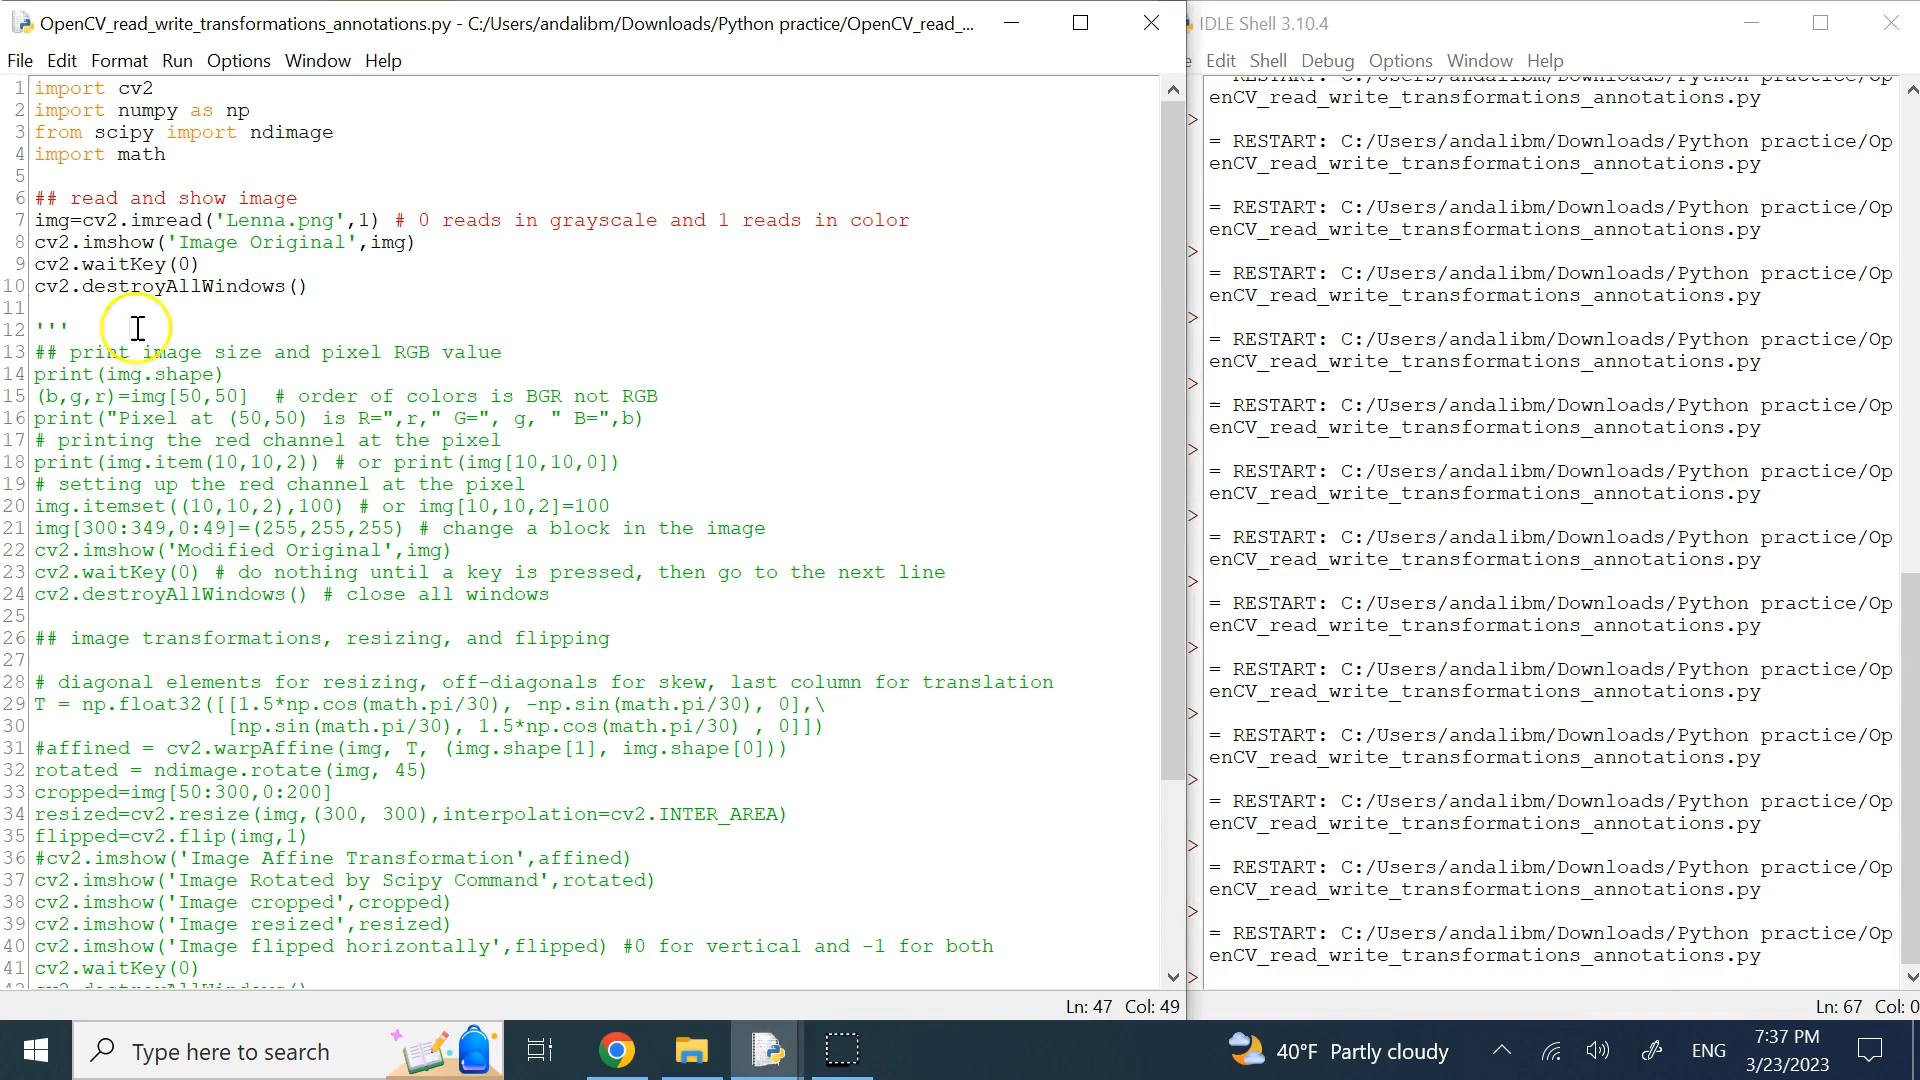 OpenCV_read_write_transformations_annotations.py - C:/Users/andalibm/Downloads/Python practice/OpenCV_read_...
File Edit Format Run Options Window Help
1 import cv2
2 import numpy as np
3 from scipy import ndimage
4 import math
5
6 ## read and show image
7 img=cv2.imread('Lenna.png',1) # 0 reads in grayscale and 1 reads in color
8 cv2.imshow('Image Original',img)
9 cv2.waitKey(0)
10 cv2.destroyAllWindows()
11
12 '''
13 ## print image size and pixel RGB value
14 print(img.shape)
15 (b,g,r)=img[50,50]  # order of colors is BGR not RGB
16 print("Pixel at (50,50) is R=",r," G=", g, " B=",b)
17 # printing the red channel at the pixel
18 print(img.item(10,10,2)) # or print(img[10,10,0])
19 # setting up the red channel at the pixel
20 img.itemset((10,10,2),100) # or img[10,10,2]=100
21 img[300:349,0:49]=(255,255,255) # change a block in the image
22 cv2.imshow('Modified Original',img)
23 cv2.waitKey(0) # do nothing until a key is pressed, then go to the next line
24 cv2.destroyAllWindows() # close all windows
25
26 ## image transformations, resizing, and flipping
27
28 # diagonal elements for resizing, off-diagonals for skew, last column for translation
29 T = np.float32([[1.5*np.cos(math.pi/30), -np.sin(math.pi/30), 0],\
30 [np.sin(math.pi/30), 1.5*np.cos(math.pi/30) , 0]])
31 #affined = cv2.warpAffine(img, T, (img.shape[1], img.shape[0]))
32 rotated = ndimage.rotate(img, 45)
33 cropped=img[50:300,0:200]
34 resized=cv2.resize(img,(300, 300),interpolation=cv2.INTER_AREA)
35 flipped=cv2.flip(img,1)
36 #cv2.imshow('Image Affine Transformation',affined)
37 cv2.imshow('Image Rotated by Scipy Command',rotated)
38 cv2.imshow('Image cropped',cropped)
39 cv2.imshow('Image resized',resized)
40 cv2.imshow('Image flipped horizontally',flipped) #0 for vertical and -1 for both
41 cv2.waitKey(0)
42 cv2.destroyAllWindows()
Ln: 47 Col: 49
IDLE Shell 3.10.4
Edit Shell Debug Options Window Help
RESTART: C:/Users/andalibm/Downloads/Python practice/Op
enCV_read_write_transformations_annotations.py
>
= RESTART: C:/Users/andalibm/Downloads/Python practice/Op
enCV_read_write_transformations_annotations.py
= RESTART: C:/Users/andalibm/Downloads/Python practice/Op
enCV_read_write_transformations_annotations.py
>
= RESTART: C:/Users/andalibm/Downloads/Python practice/Op
enCV_read_write_transformations_annotations.py
>
= RESTART: C:/Users/andalibm/Downloads/Python practice/Op
enCV_read_write_transformations_annotations.py
>
= RESTART: C:/Users/andalibm/Downloads/Python practice/Op
enCV_read_write_transformations_annotations.py
>
= RESTART: C:/Users/andalibm/Downloads/Python practice/Op
enCV_read_write_transformations_annotations.py
>
= RESTART: C:/Users/andalibm/Downloads/Python practice/Op
enCV_read_write_transformations_annotations.py
>
= RESTART: C:/Users/andalibm/Downloads/Python practice/Op
enCV_read_write_transformations_annotations.py
>
= RESTART: C:/Users/andalibm/Downloads/Python practice/Op
enCV_read_write_transformations_annotations.py
>
= RESTART: C:/Users/andalibm/Downloads/Python practice/Op
enCV_read_write_transformations_annotations.py
>
= RESTART: C:/Users/andalibm/Downloads/Python practice/Op
enCV_read_write_transformations_annotations.py
>
= RESTART: C:/Users/andalibm/Downloads/Python practice/Op
enCV_read_write_transformations_annotations.py
>
= RESTART: C:/Users/andalibm/Downloads/Python practice/Op
enCV_read_write_transformations_annotations.py
>
Ln: 67 Col: 0
Type here to search
40°F Partly cloudy
ENG
7:37 PM
3/23/2023